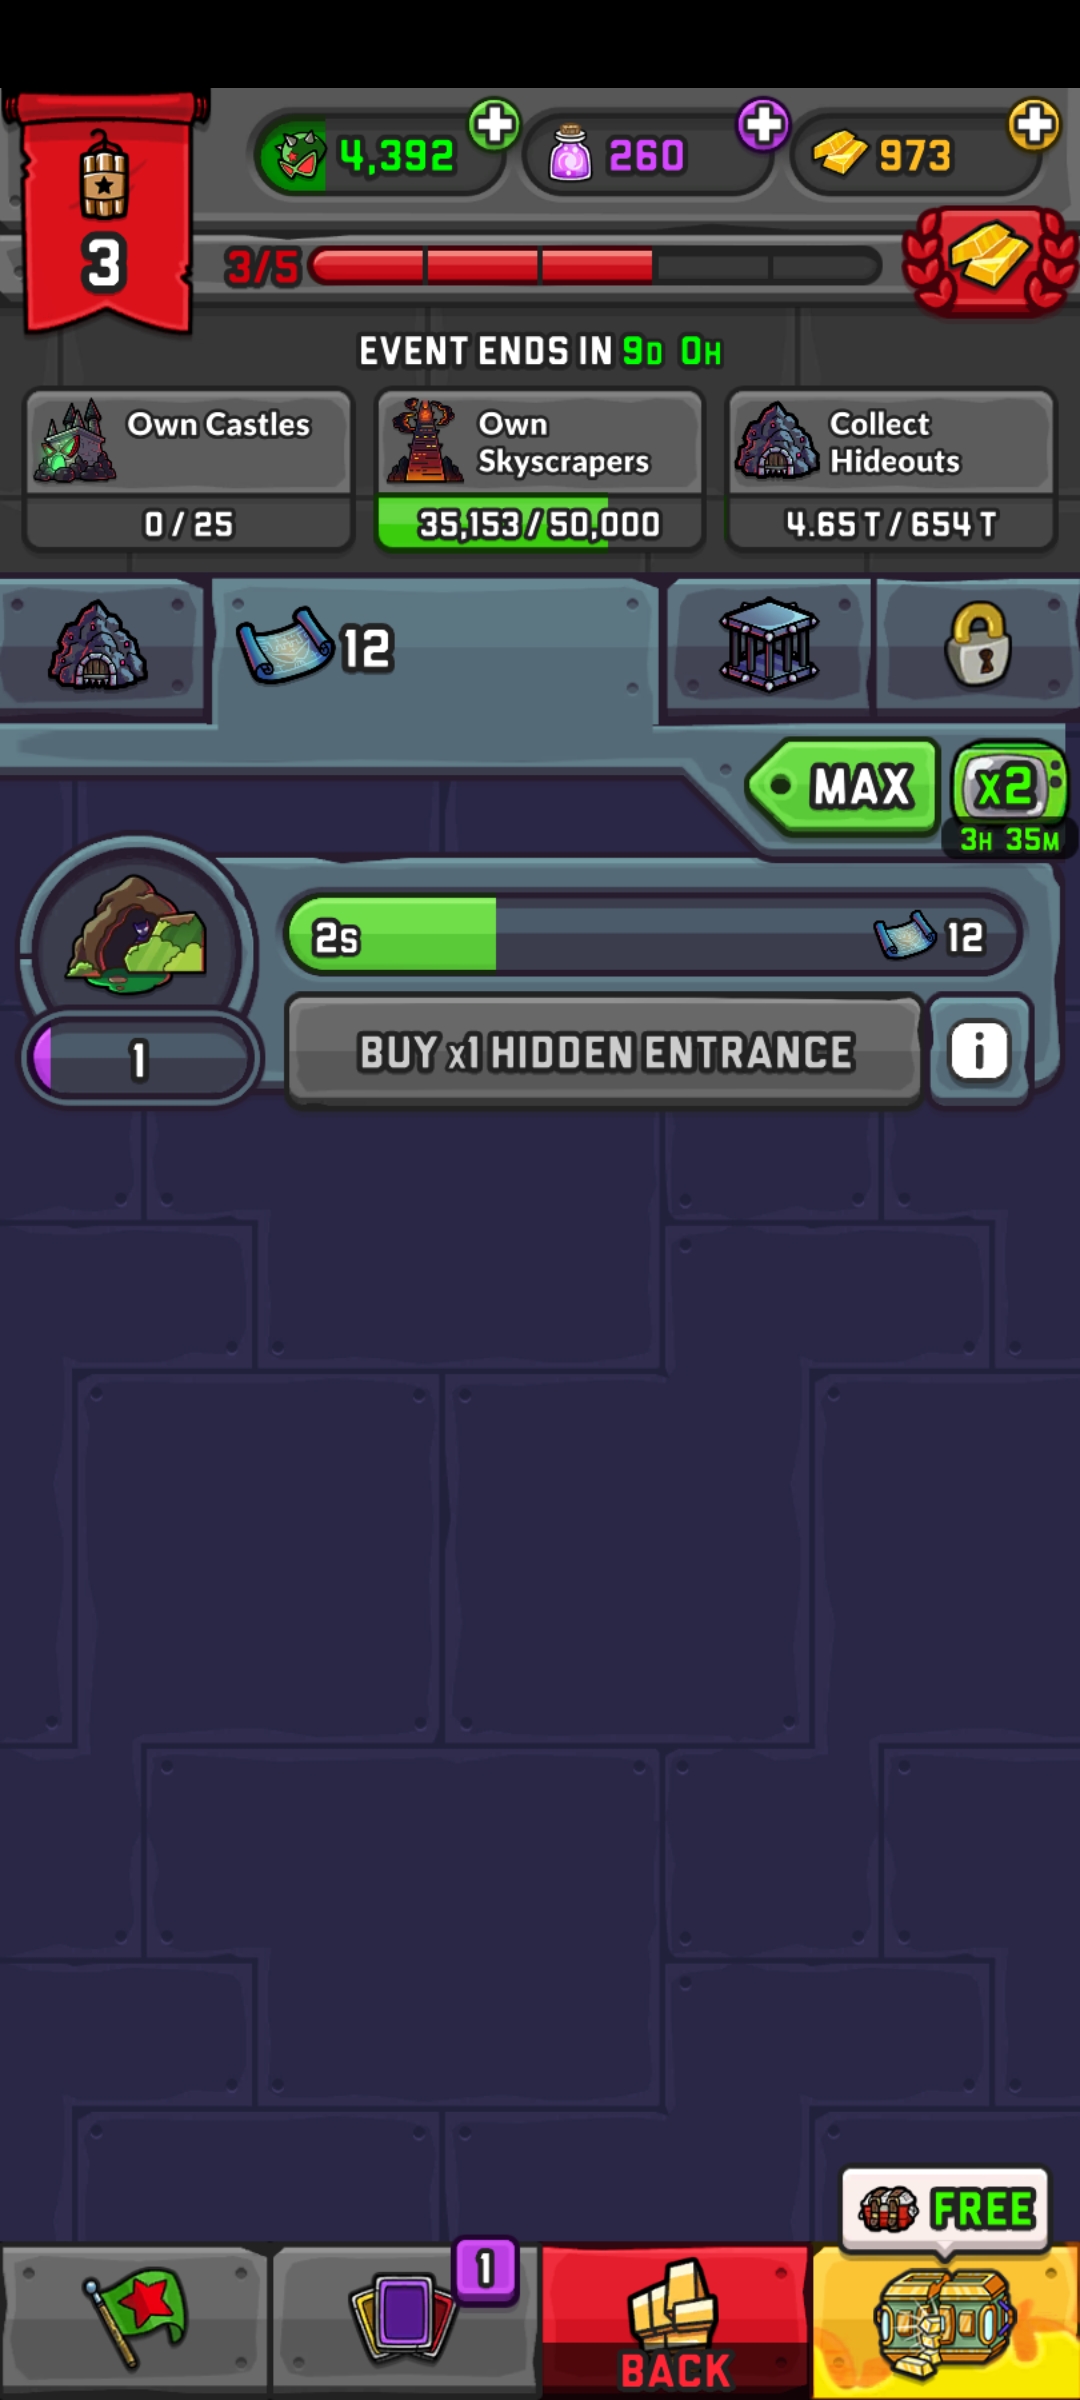 4,392
260
973
3
3/5
EVENT ENDS IN 9D 0H
Own Castles
0 / 25
Own
Skyscrapers
35,153 / 50,000
Collect
Hideouts
4.65 T / 654 T
12
MAX
x2
3H 35M
2s
12
1
BUY x1 HIDDEN ENTRANCE
i
FREE
1
BACK